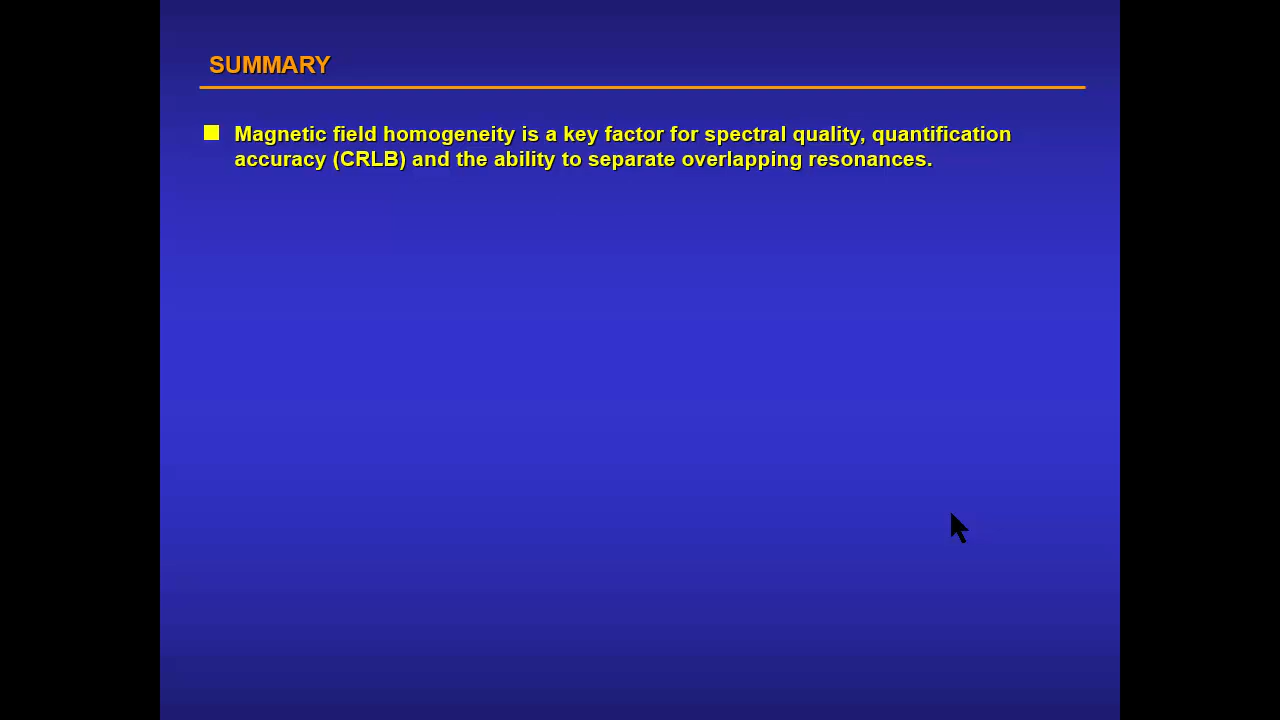 SUMMARY
Magnetic field homogeneity is a key factor for spectral quality, quantification
accuracy (CRLB) and the ability to separate overlapping resonances.